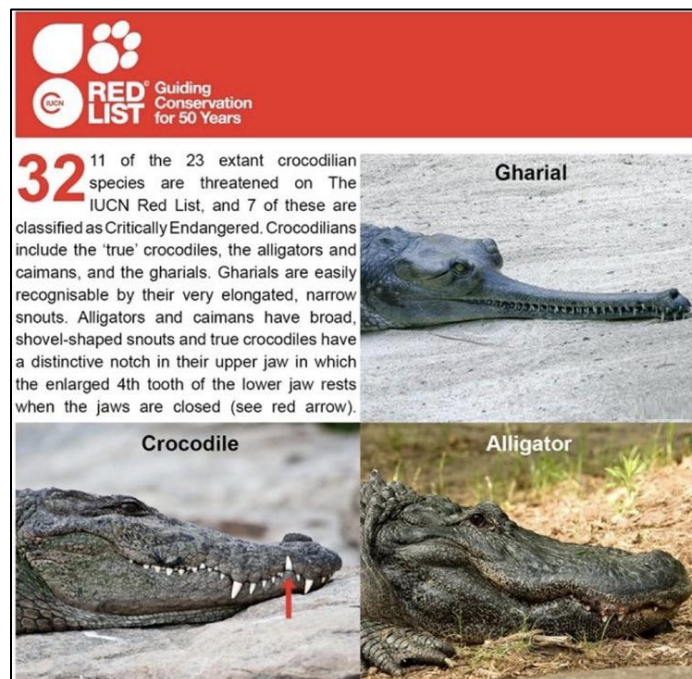 IUCN
RED
LIST
©
Guiding
Conservation
for 50 Years
32
11 of the 23 extant crocodilian
species are threatened on The
IUCN Red List, and 7 of these are
classified as Critically Endangered. Crocodilians
include the ‘true’ crocodiles, the alligators and
caimans, and the gharials. Gharials are easily
recognisable by their very elongated, narrow
snouts. Alligators and caimans have broad,
shovel-shaped snouts and true crocodiles have
a distinctive notch in their upper jaw in which
the enlarged 4th tooth of the lower jaw rests
when the jaws are closed (see red arrow).
Gharial
Crocodile
Alligator